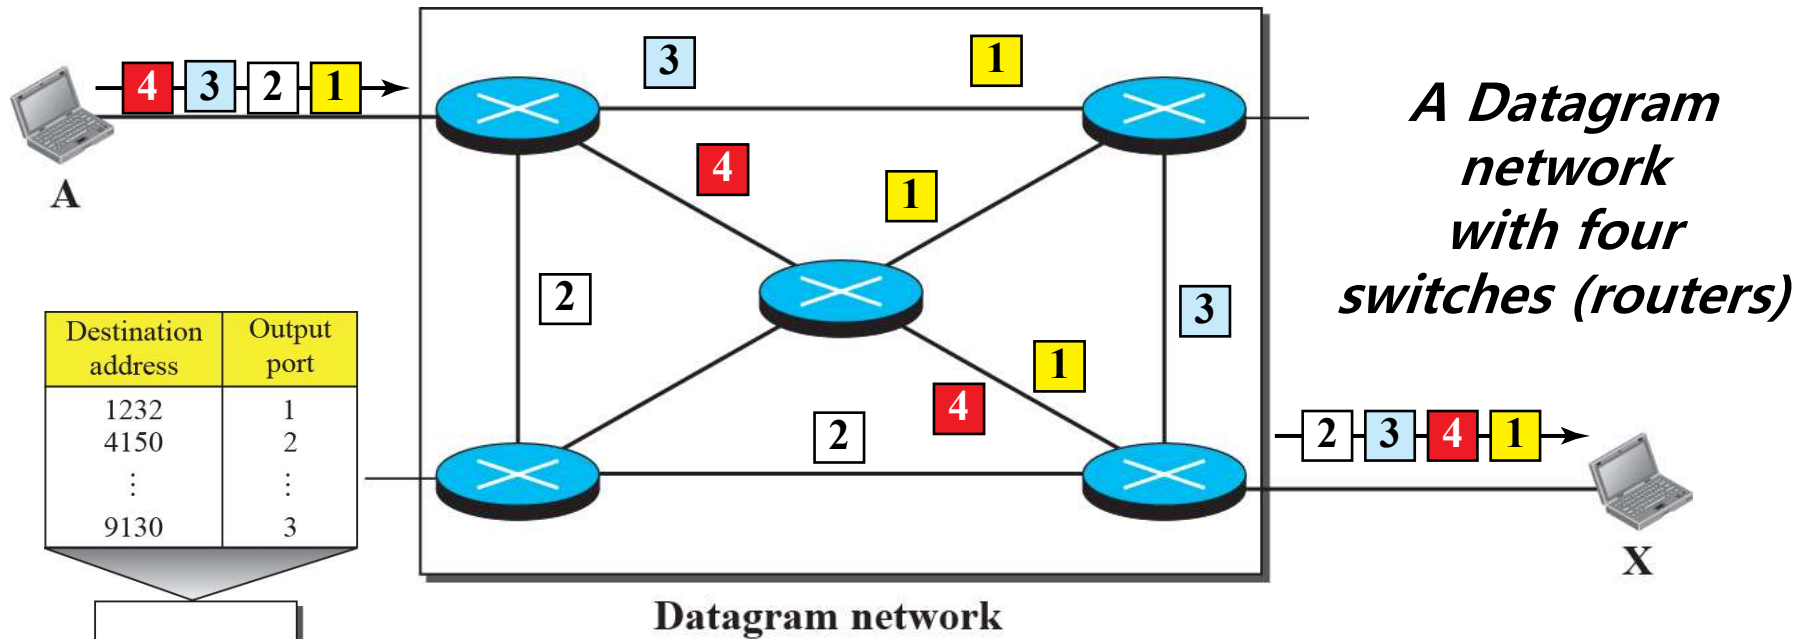 4 3 2 1
A
3
1
4
1
2
3
1
4
2
2 3 4 1
X
A Datagram
network
with four
switches (routers)
Destination address
Output port
1232 1
4150 2
⋮ ⋮
9130 3
Datagram network